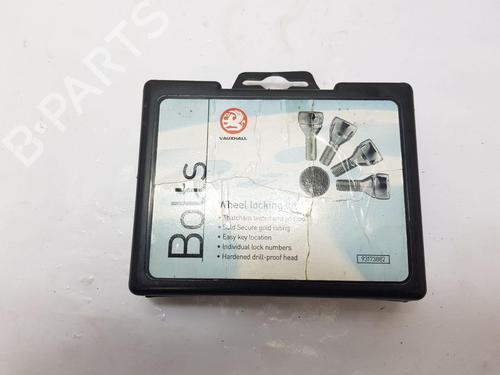 B-PARTS
VAUXHALL
Bolts
Wheel locking kit
• Thatcham tested and
• Sold Secure gold rating
• Easy key location
• Individual lock numbers
• Hardened drill-proof head
93173882